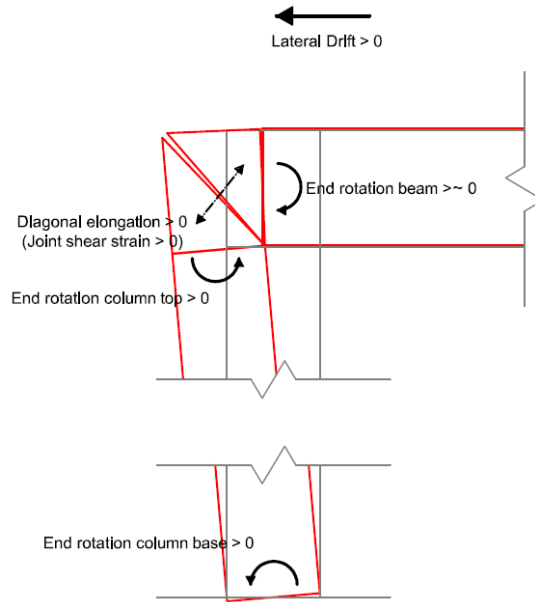 Lateral Drift > 0
End rotation beam >~ 0
Diagonal elongation > 0
(Joint shear strain > 0)
End rotation column top > 0
End rotation column base > 0